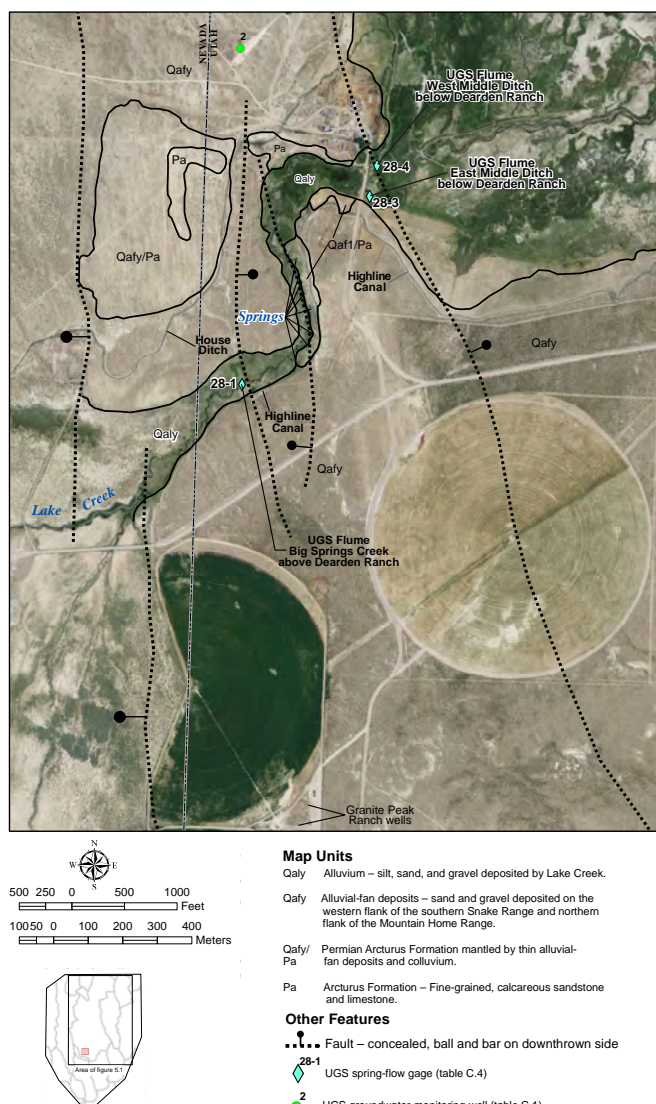 2
NEVADA
UTAH
Qafy
UGS Flume
West Middle Ditch
below Dearden Ranch
Pa
Pa
28-4
Qaly
UGS Flume
East Middle Ditch
below Dearden Ranch
28-3
Qafy/Pa
Qaf1/Pa
Highline
Canal
Springs
House
Ditch
Qafy
28-1
Highline
Canal
Qaly
Qafy
Lake Creek
UGS Flume
Big Springs Creek
above Dearden Ranch
Granite Peak
Ranch wells
N
W E
S
500 250 0 500 1000
Feet
10050 0 100 200 300 400
Meters
Area of figure 5.1
Map Units
Qaly Alluvium – silt, sand, and gravel deposited by Lake Creek.
Qafy Alluvial-fan deposits – sand and gravel deposited on the
western flank of the southern Snake Range and northern
flank of the Mountain Home Range.
Qafy/ Permian Arcturus Formation mantled by thin alluvial-
Pa fan deposits and colluvium.
Pa Arcturus Formation – Fine-grained, calcareous sandstone
and limestone.
Other Features
Fault – concealed, ball and bar on downthrown side
28-1
UGS spring-flow gage (table C.4)
2
UGS groundwater monitoring well (table C.1)